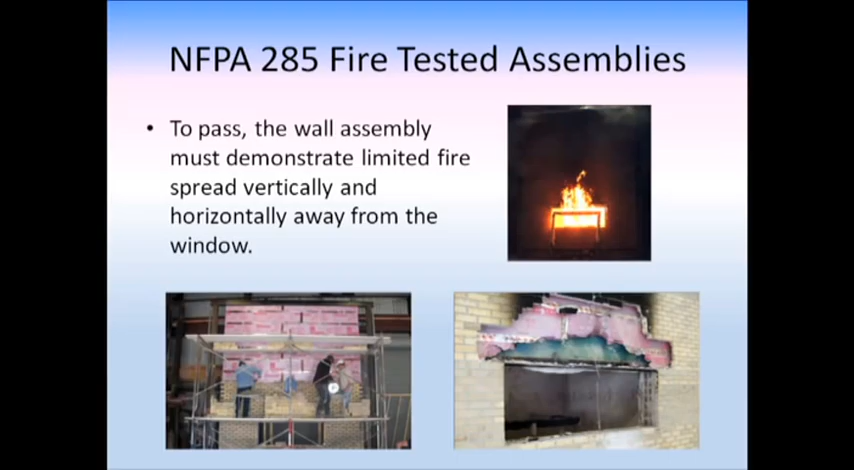 NFPA 285 Fire Tested Assemblies
• To pass, the wall assembly
must demonstrate limited fire
spread vertically and
horizontally away from the
window.